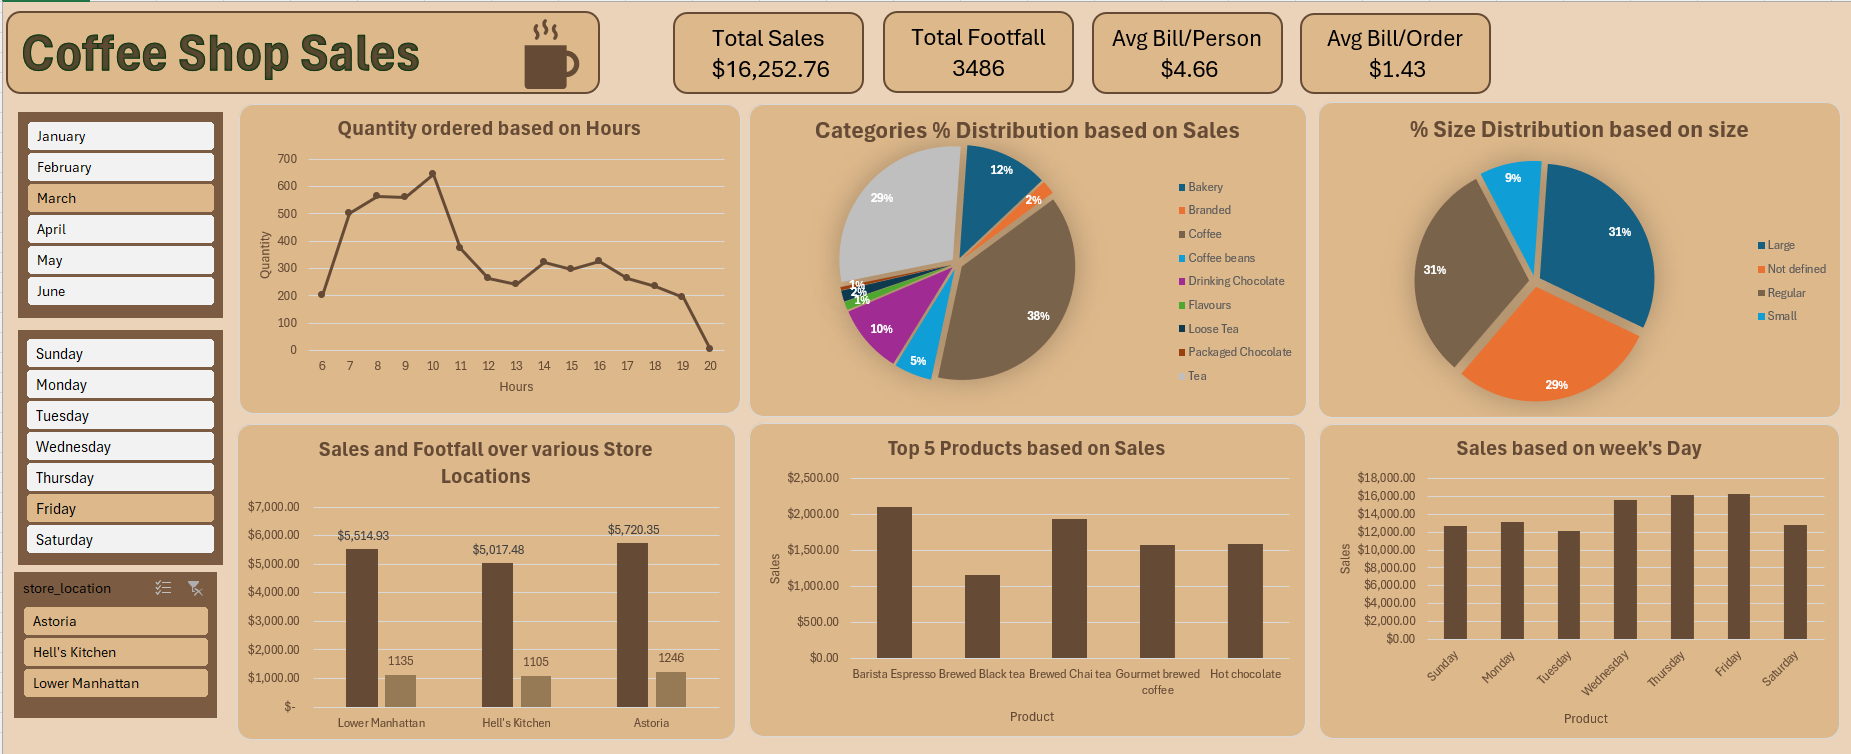 Coffee Shop Sales
Total Sales
$16,252.76
Total Footfall
3486
Avg Bill/Person
$4.66
Avg Bill/Order
$1.43
January
February
March
April
May
June
Sunday
Monday
Tuesday
Wednesday
Thursday
Friday
Saturday
store_location
Astoria
Hell's Kitchen
Lower Manhattan
Quantity ordered based on Hours
Quantity
700
600
500
400
300
200
100
0
6 7 8 9 10 11 12 13 14 15 16 17 18 19 20
Hours
Categories % Distribution based on Sales
12%
2%
38%
5%
10%
1%
2%
1%
29%
Bakery
Branded
Coffee
Coffee beans
Drinking Chocolate
Flavours
Loose Tea
Packaged Chocolate
Tea
% Size Distribution based on size
31%
29%
31%
9%
Large
Not defined
Regular
Small
Sales and Footfall over various Store
Locations
$7,000.00
$6,000.00
$5,000.00
$4,000.00
$3,000.00
$2,000.00
$1,000.00
$-
$5,514.93
1135
$5,017.48
1105
$5,720.35
1246
Lower Manhattan Hell's Kitchen Astoria
Top 5 Products based on Sales
Sales
$2,500.00
$2,000.00
$1,500.00
$1,000.00
$500.00
$0.00
Barista Espresso Brewed Black tea Brewed Chai tea Gourmet brewed Hot chocolate
coffee
Product
Sales based on week's Day
Sales
$18,000.00
$16,000.00
$14,000.00
$12,000.00
$10,000.00
$8,000.00
$6,000.00
$4,000.00
$2,000.00
$0.00
Sunday Monday Tuesday Wednesday Thursday Friday Saturday
Product